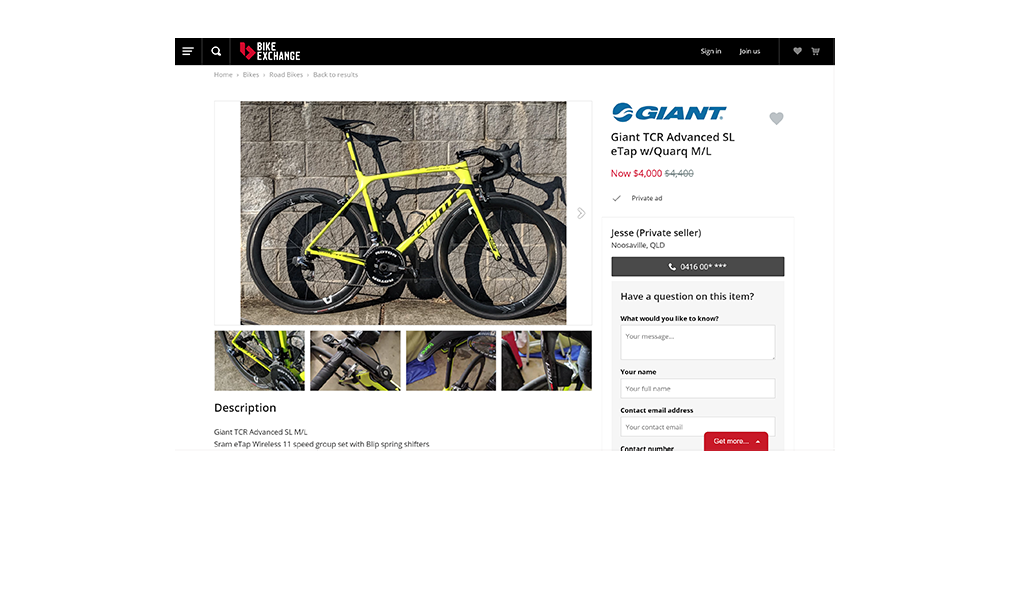 BIKE
EXCHANGE
Sign in
Join us
Home › Bikes › Road Bikes › Back to results
GIANT
GIANT
Giant TCR Advanced SL
eTap w/Quarq M/L
Now $4,000 $4,400
Private ad
Jesse (Private seller)
Noosaville, QLD
0416 00* ***
Have a question on this item?
What would you like to know?
Your message...
Your name
Your full name
Contact email address
Your contact email
Contact number
Get more...
ROTOR
Description
Giant TCR Advanced SL M/L
Sram eTap Wireless 11 speed group set with Blip spring shifters